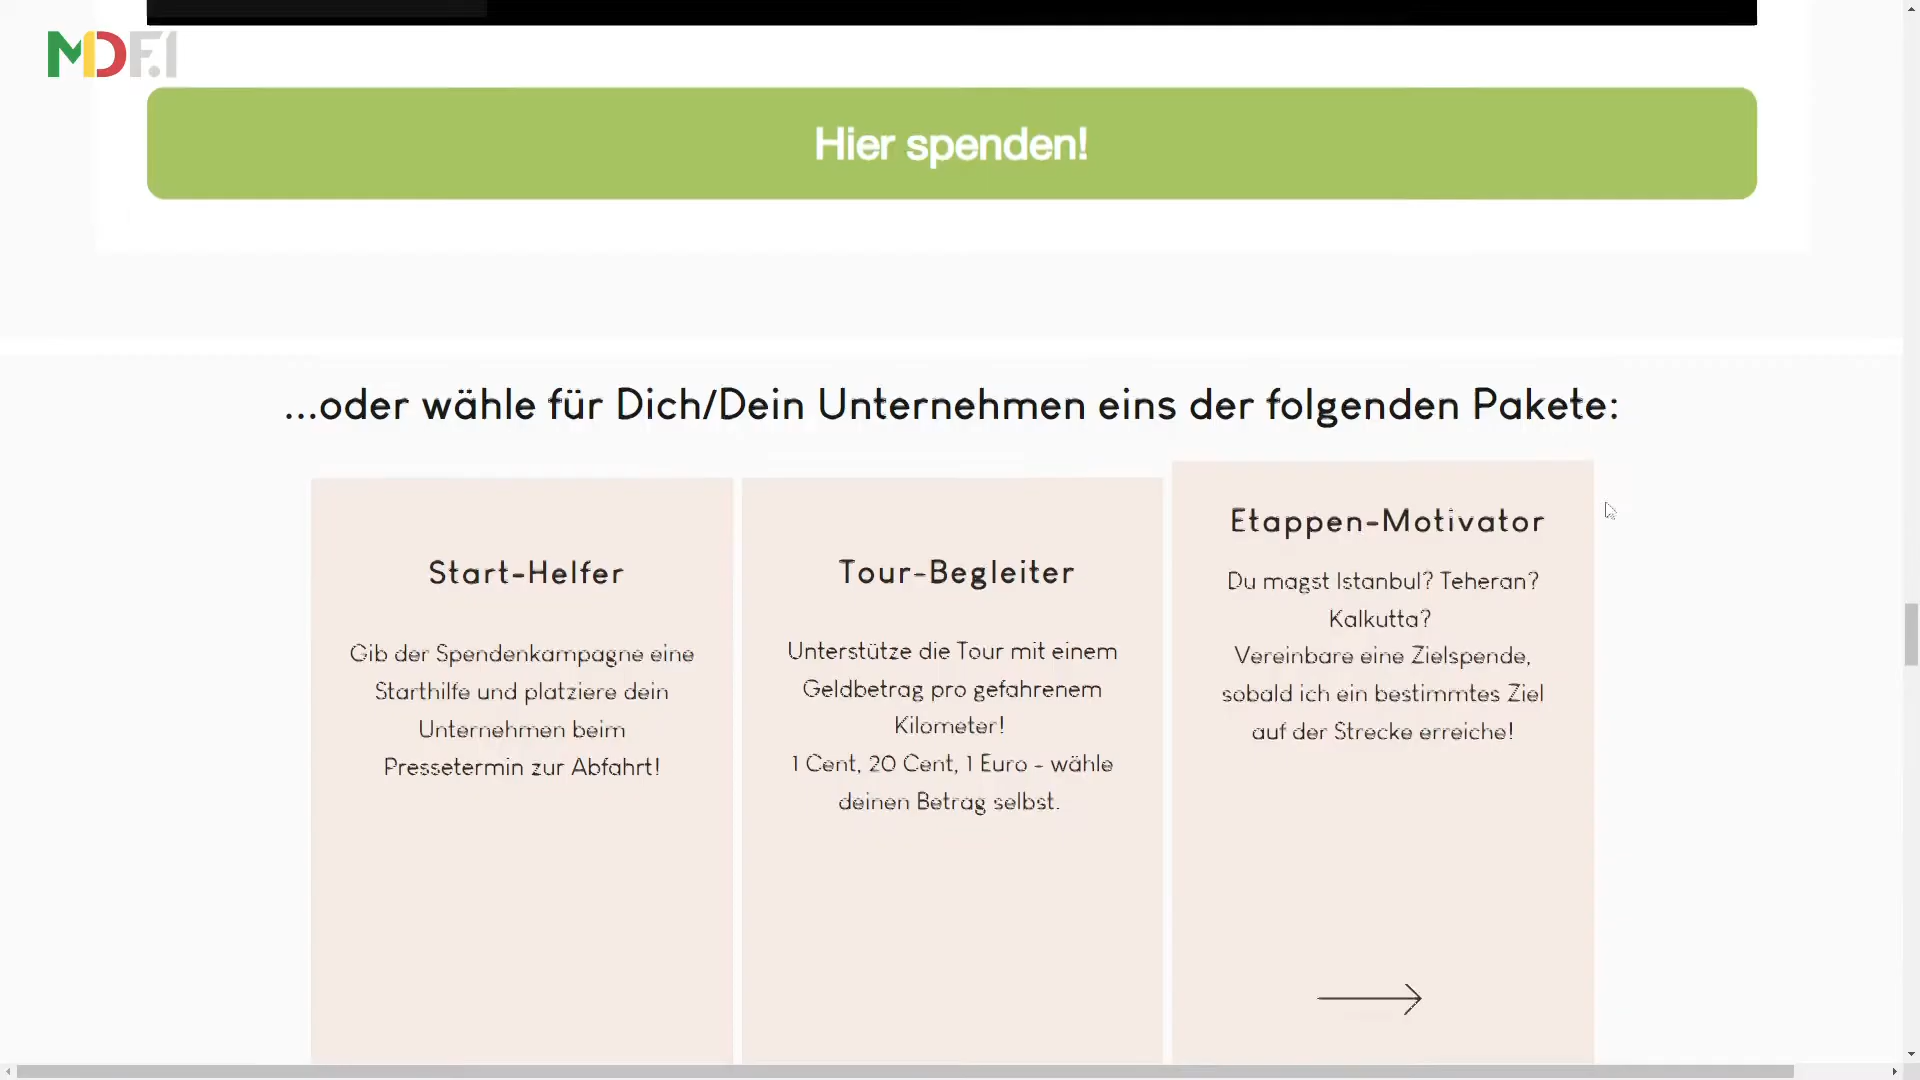 MDF.1
Hier spenden!
...oder wähle für Dich/Dein Unternehmen eins der folgenden Pakete:
Start-Helfer
Gib der Spendenkampagne eine
Starthilfe und platziere dein
Unternehmen beim
Pressetermin zur Abfahrt!
Tour-Begleiter
Unterstütze die Tour mit einem
Geldbetrag pro gefahrenem
Kilometer!
1 Cent, 20 Cent, 1 Euro - wähle
deinen Betrag selbst.
Etappen-Motivator
Du magst Istanbul? Teheran?
Kalkutta?
Vereinbare eine Zielspende,
sobald ich ein bestimmtes Ziel
auf der Strecke erreiche!